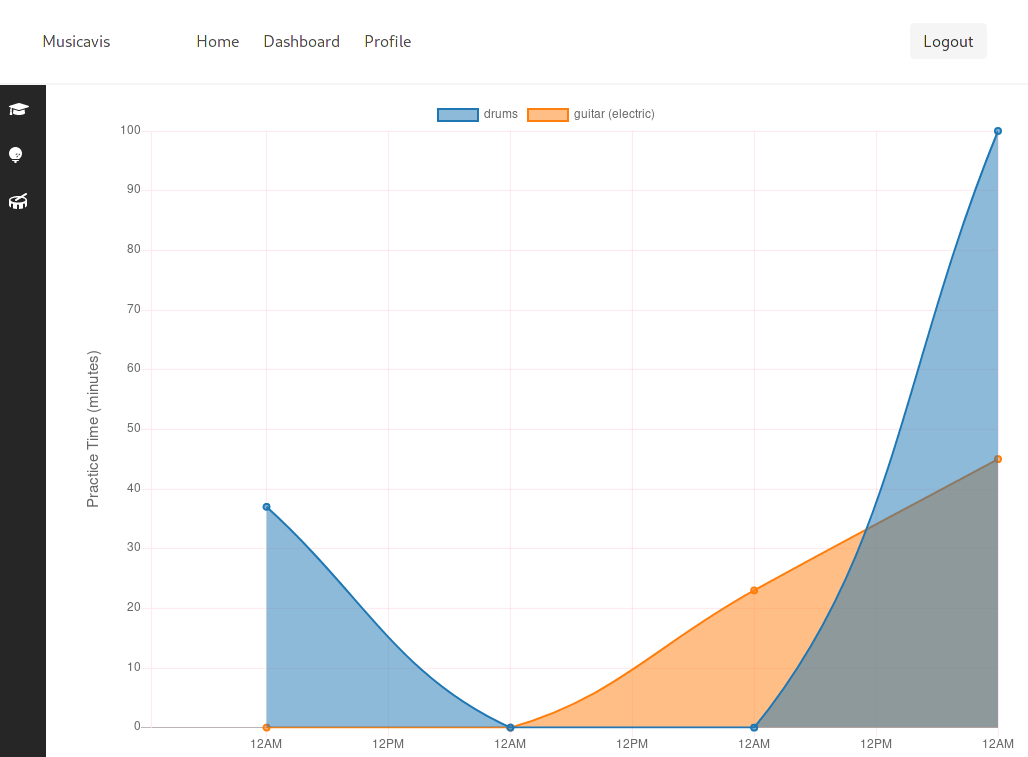 Musicavis Home Dashboard Profile Logout
drums guitar (electric)
100
90
80
70
60
50
40
30
20
10
0
Practice Time (minutes)
12AM 12PM 12AM 12PM 12AM 12PM 12AM